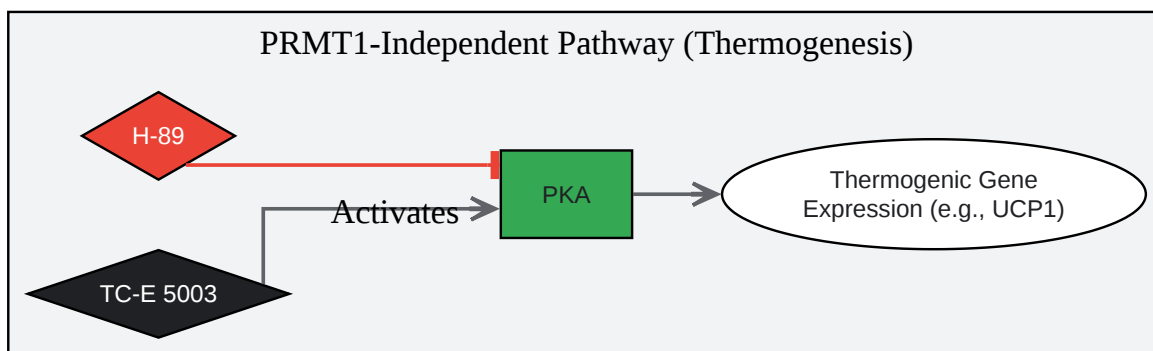 PRMT1-Independent Pathway (Thermogenesis)
H-89
PKA
Thermogenic Gene
Expression (e.g., UCP1)
Activates
TC-E 5003